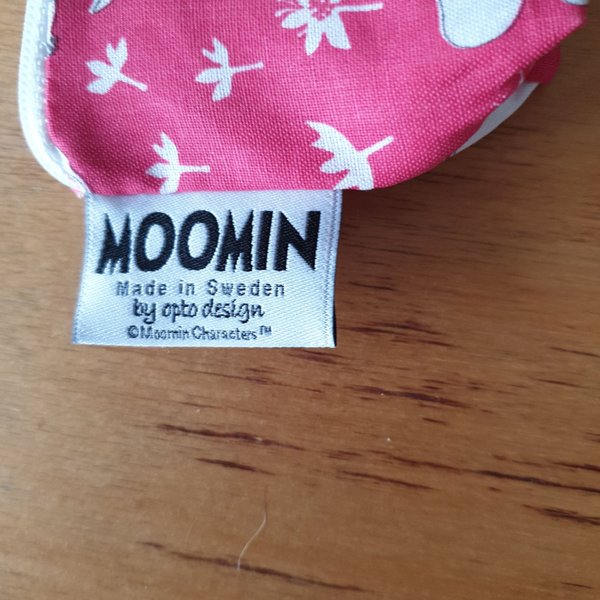 MOOMIN
Made in Sweden
by opto design
©Moomin Characters™